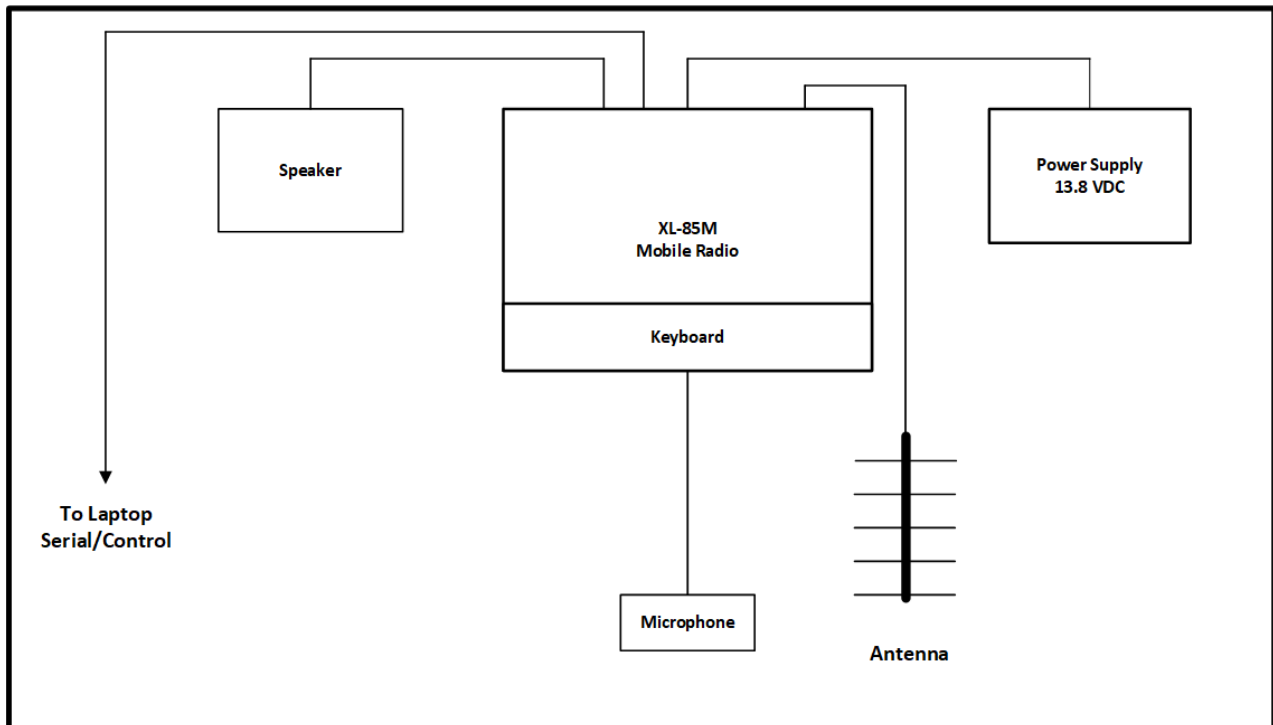 Speaker
XL-85M
Mobile Radio
Power Supply
13.8 VDC
Keyboard
To Laptop
Serial/Control
Microphone
Antenna